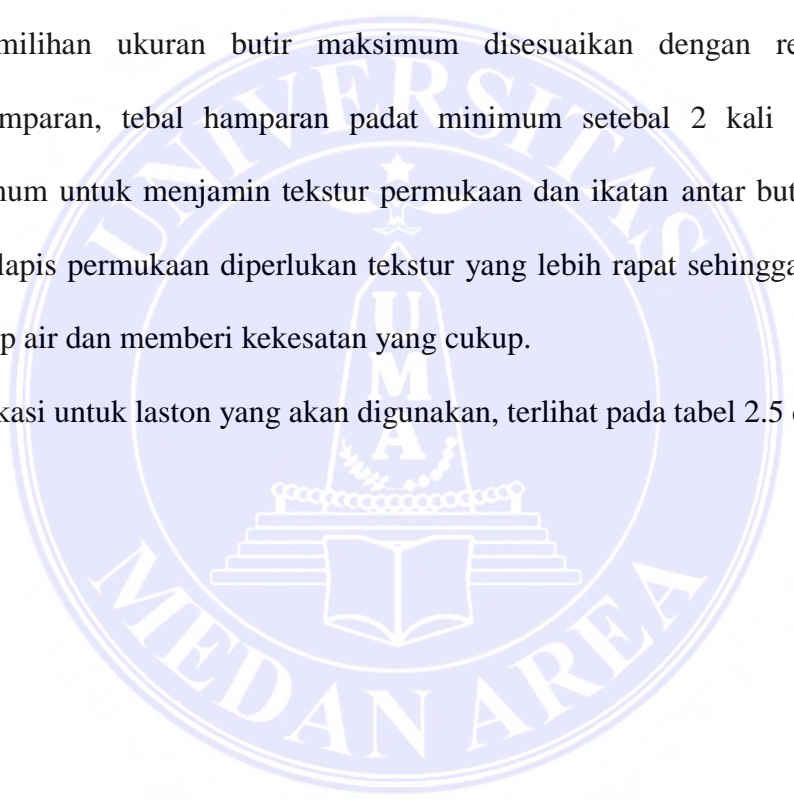 milihan ukuran butir maksimum disesuaikan dengan re
mparan, tebal hamparan padat minimum setebal 2 kali
num untuk menjamin tekstur permukaan dan ikatan antar but
lapis permukaan diperlukan tekstur yang lebih rapat sehingga
p air dan memberi kekesatan yang cukup.
kasi untuk laston yang akan digunakan, terlihat pada tabel 2.5
UNIVERSITAS
UMA
MEDAN AREA